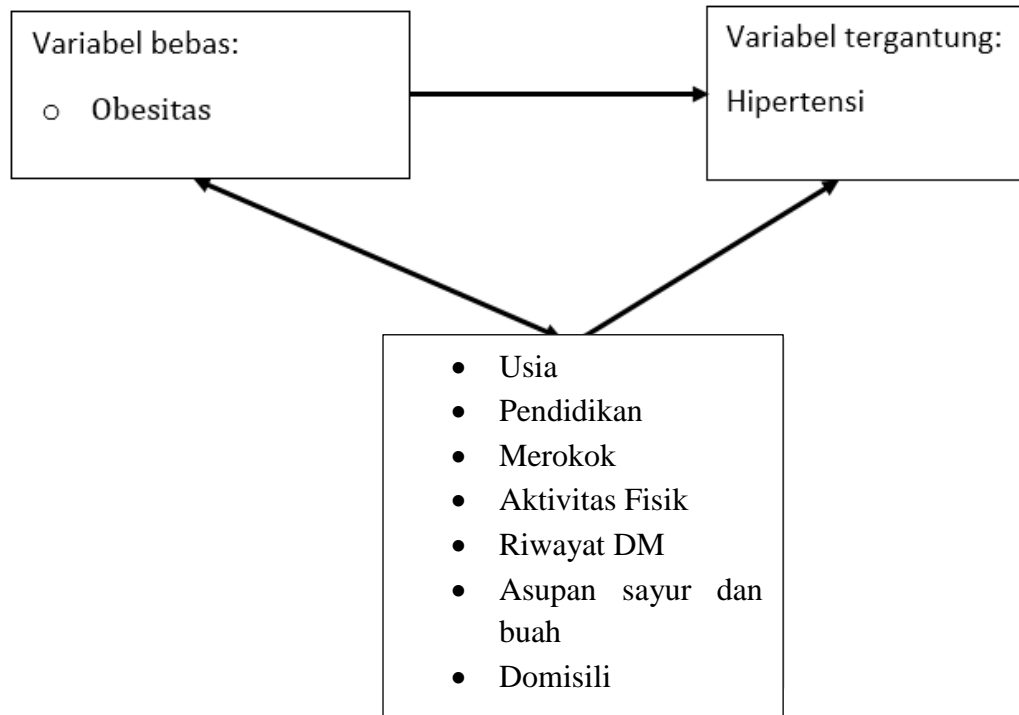 Variabel bebas:
o Obesitas
Variabel tergantung:
Hipertensi
• Usia
• Pendidikan
• Merokok
• Aktivitas Fisik
• Riwayat DM
• Asupan sayur dan
buah
• Domisili